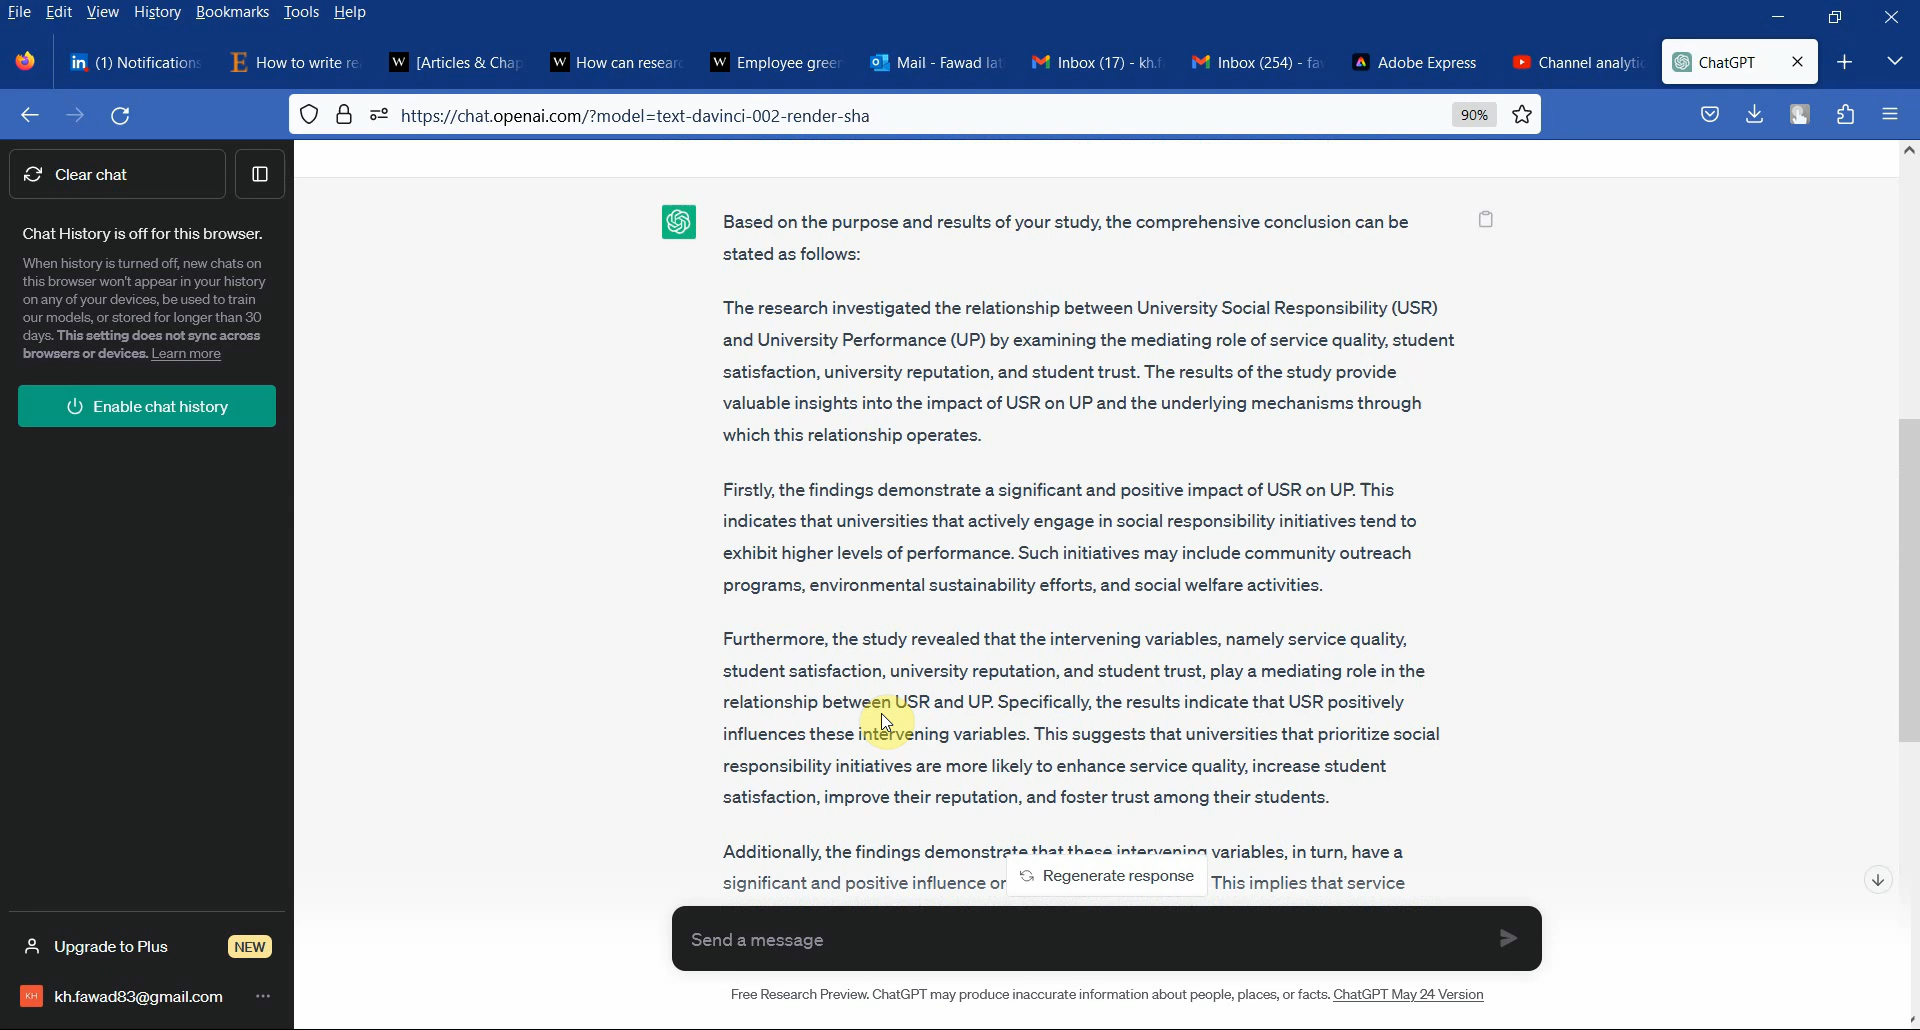 File Edit View History Bookmarks Tools Help
(1) Notifications
How to write re
[Articles & Chap
How can resear
Employee gree
Mail - Fawad lat
Inbox (17) - kh.f
Inbox (254) - fa
Adobe Express
Channel analytic
ChatGPT
https://chat.openai.com/?model=text-davinci-002-render-sha
90%
Clear chat
Chat History is off for this browser.
When history is turned off, new chats on
this browser won't appear in your history
on any of your devices, be used to train
our models, or stored for longer than 30
days. This setting does not sync across
browsers or devices. Learn more
Enable chat history
Upgrade to Plus
NEW
KH
kh.fawad83@gmail.com
Based on the purpose and results of your study, the comprehensive conclusion can be
stated as follows:
The research investigated the relationship between University Social Responsibility (USR)
and University Performance (UP) by examining the mediating role of service quality, student
satisfaction, university reputation, and student trust. The results of the study provide
valuable insights into the impact of USR on UP and the underlying mechanisms through
which this relationship operates.
Firstly, the findings demonstrate a significant and positive impact of USR on UP. This
indicates that universities that actively engage in social responsibility initiatives tend to
exhibit higher levels of performance. Such initiatives may include community outreach
programs, environmental sustainability efforts, and social welfare activities.
Furthermore, the study revealed that the intervening variables, namely service quality,
student satisfaction, university reputation, and student trust, play a mediating role in the
relationship between USR and UP. Specifically, the results indicate that USR positively
influences these intervening variables. This suggests that universities that prioritize social
responsibility initiatives are more likely to enhance service quality, increase student
satisfaction, improve their reputation, and foster trust among their students.
Additionally, the findings demonstrate that these intervening variables, in turn, have a
significant and positive influence or
This implies that service
Regenerate response
Send a message
Free Research Preview. ChatGPT may produce inaccurate information about people, places, or facts. ChatGPT May 24 Version